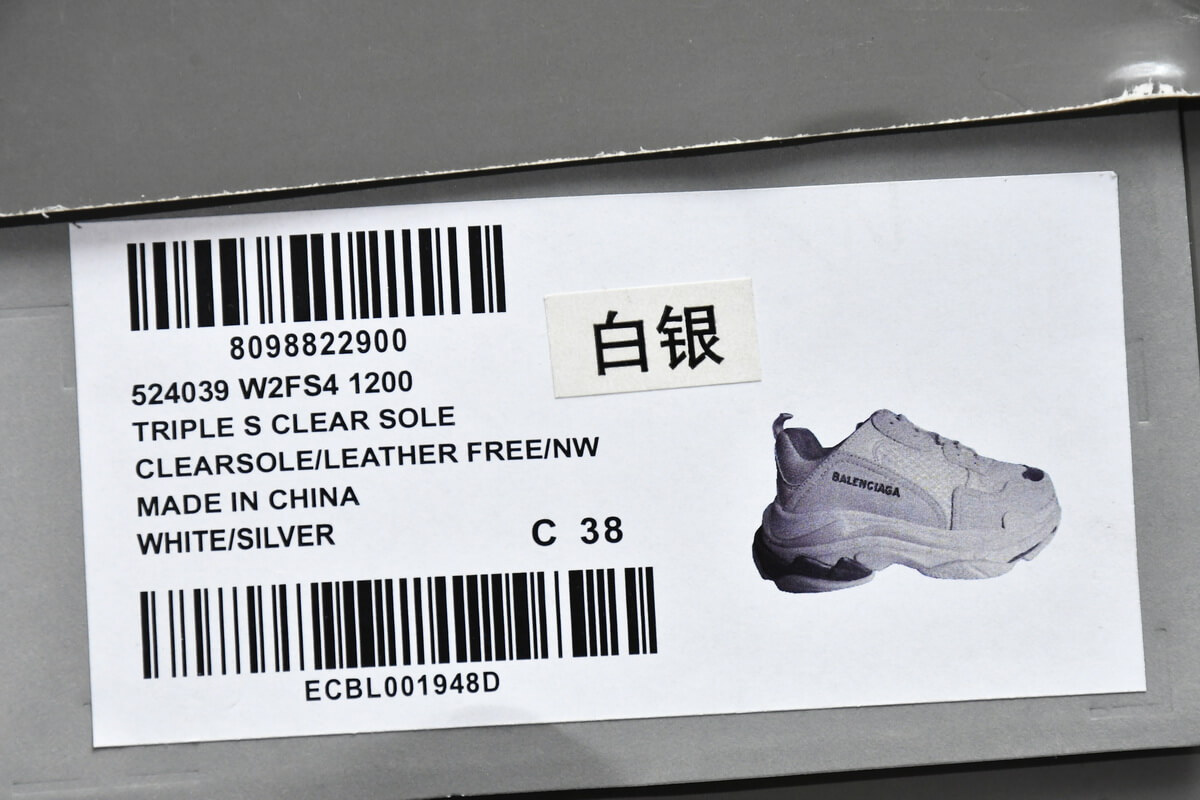 8098822900
524039 W2FS4 1200
TRIPLE S CLEAR SOLE
CLEARSOLE/LEATHER FREE/NW
MADE IN CHINA
WHITE/SILVER
C 38
ECBL001948D
白银
BALENCIAGA